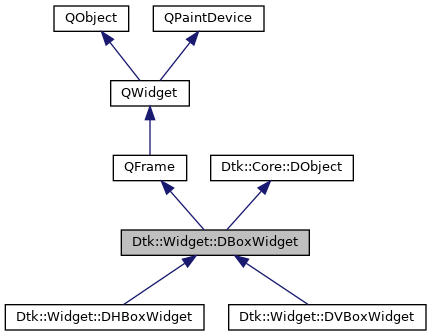 QObject
QPaintDevice
QWidget
QFrame
Dtk::Core::DObject
Dtk::Widget::DBoxWidget
Dtk::Widget::DHBoxWidget
Dtk::Widget::DVBoxWidget